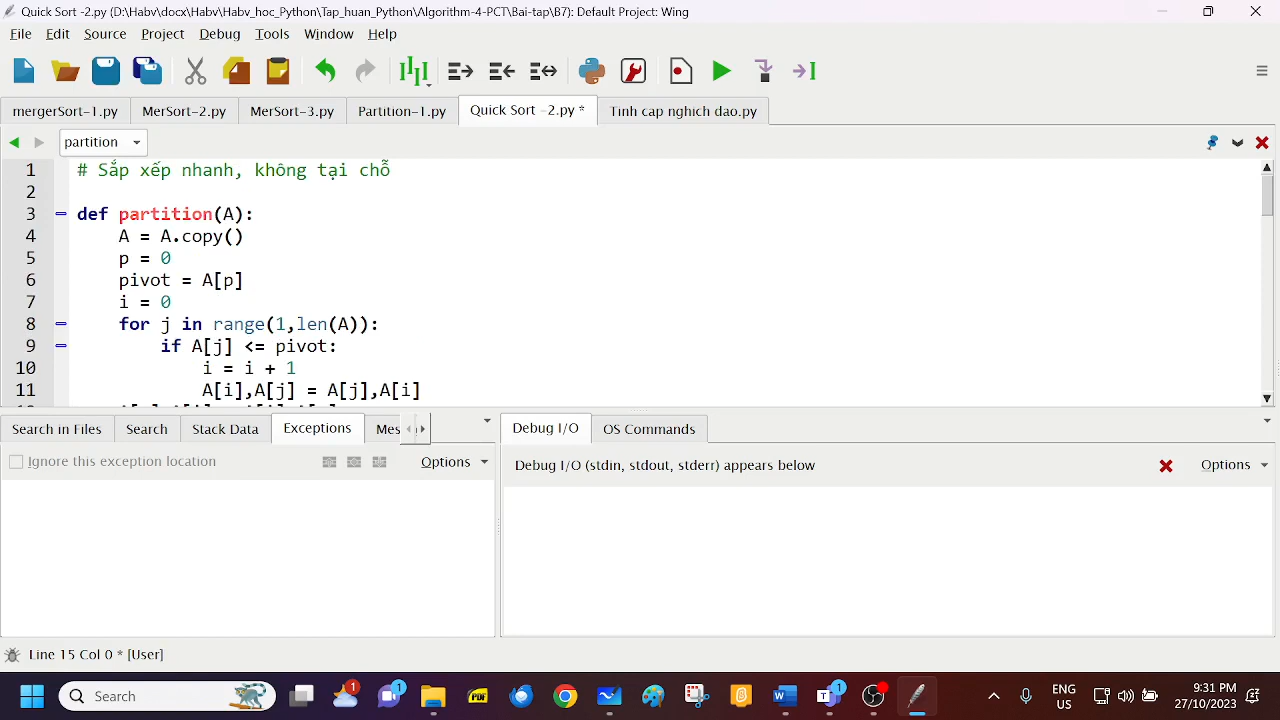 Quick Sort -2.py (D:\Habv\docx\Habv\Habv_hoc_Python\Tap_huan_Python\Algorithm-4-PCT\Bai-tap\B7): Default Project: Wing
File Edit Source Project Debug Tools Window Help
mergerSort-1.py MerSort-2.py MerSort-3.py Partition-1.py Quick Sort -2.py * Tinh cap nghich dao.py
partition
1 # Sắp xếp nhanh, không tại chỗ
2
3 def partition(A):
4 A = A.copy()
5 p = 0
6 pivot = A[p]
7 i = 0
8 for j in range(1,len(A)):
9 if A[j] <= pivot:
10 i = i + 1
11 A[i],A[j] = A[j],A[i]
Search in Files Search Stack Data Exceptions Mes Debug I/O OS Commands
Ignore this exception location Options Debug I/O (stdin, stdout, stderr) appears below Options
Line 15 Col 0 * [User]
Search 1 1 PDF 1 ENG US 9:31 PM 27/10/2023